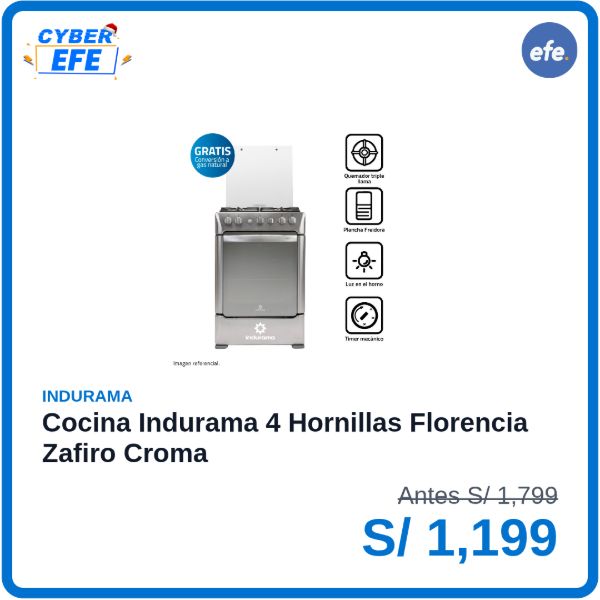 CYBER
EFE
efe.
GRATIS
Conversión a
gas natural
Quemador triple
llama
Plancha Freidora
Luz en el horno
Timer mecánico
indurama
Imagen referencial.
INDURAMA
Cocina Indurama 4 Hornillas Florencia
Zafiro Croma
Antes S/ 1,799
S/ 1,199